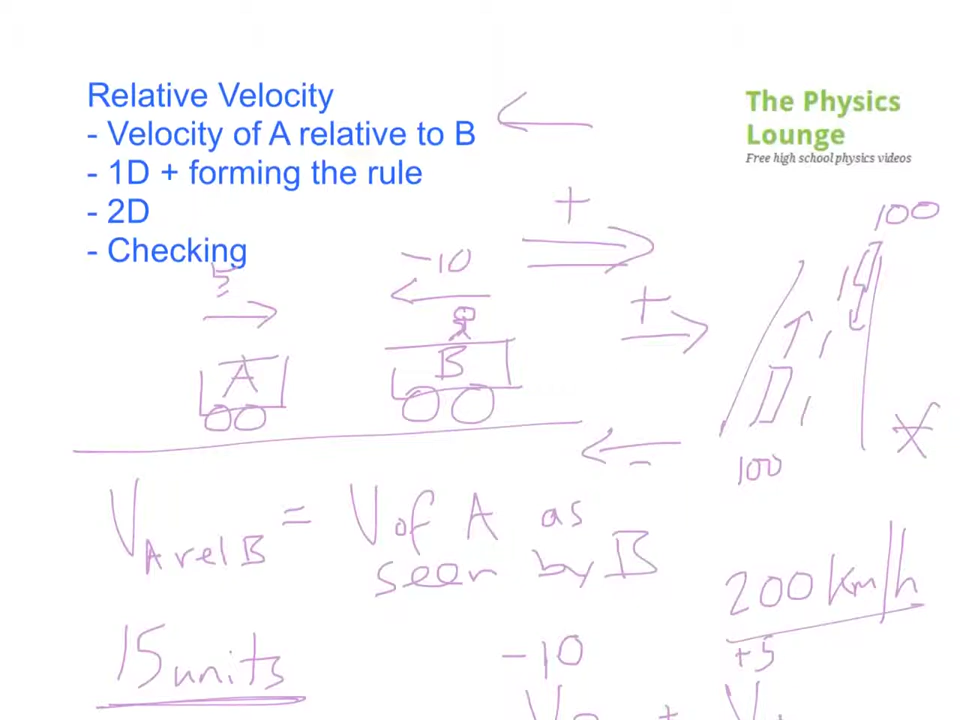 Relative Velocity
- Velocity of A relative to B
- 1D + forming the rule
- 2D
- Checking
The Physics
Lounge
Free high school physics videos
+
5
-10
100
+
A
B
-
100
V A rel B = V of A as
seen by B
200 km/h
15 units
-10
+5
+